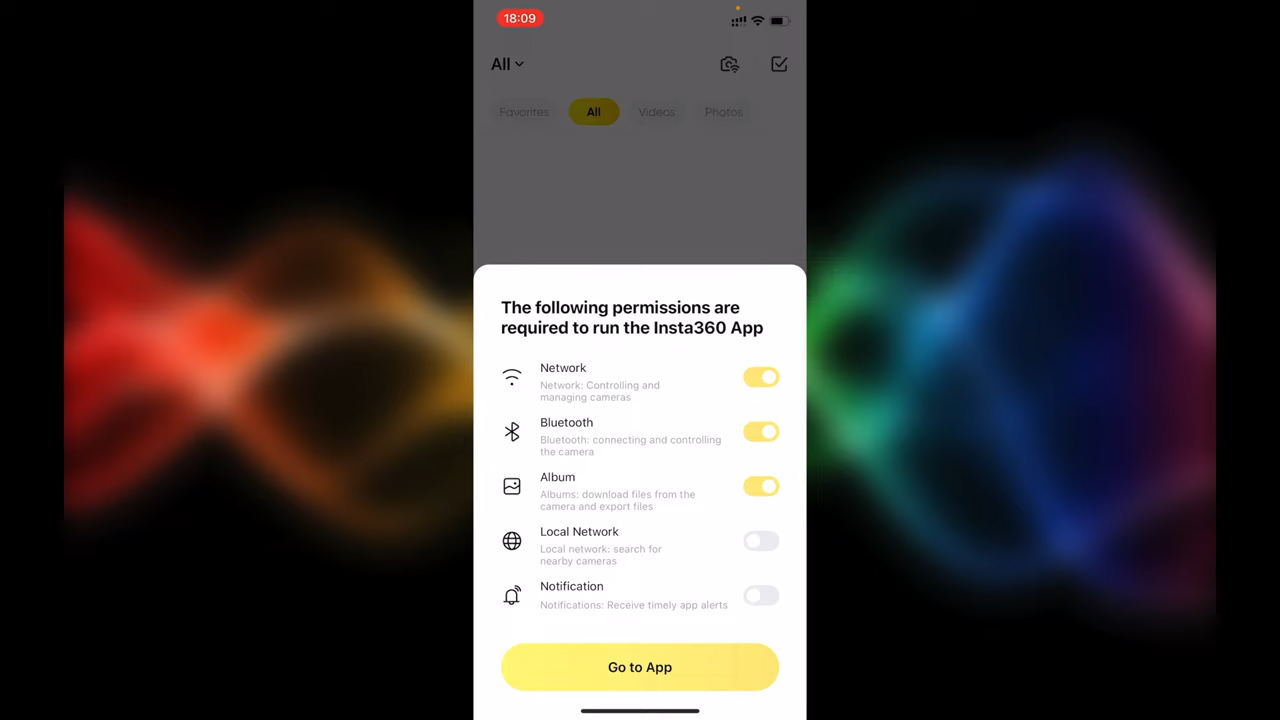 18:09
All
Favorites
All
Videos
Photos
The following permissions are
required to run the Insta360 App
Network
Network: Controlling and
managing cameras
Bluetooth
Bluetooth: connecting and controlling
the camera
Album
Albums: download files from the
camera and export files
Local Network
Local network: search for
nearby cameras
Notification
Notifications: Receive timely app alerts
Go to App